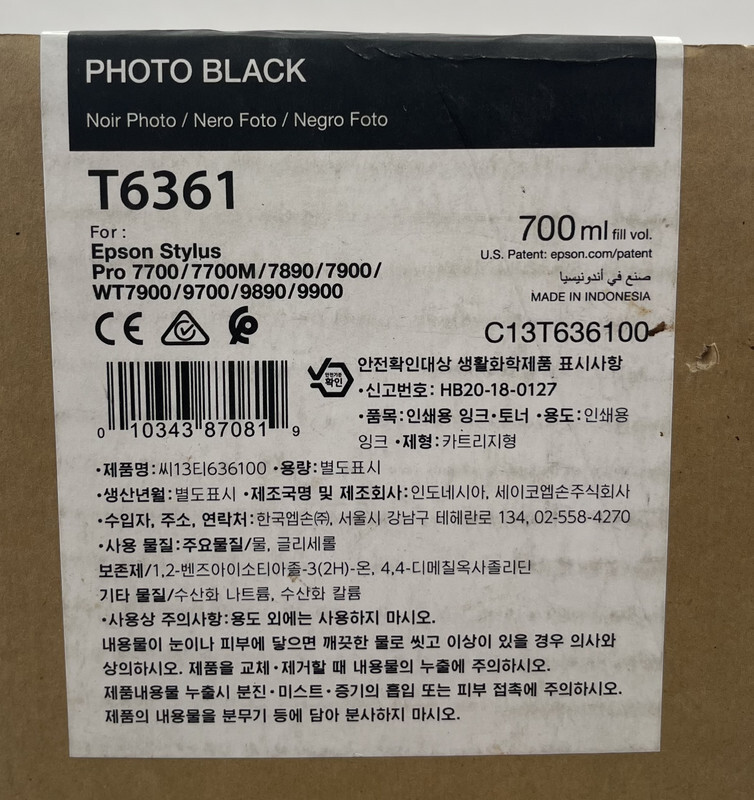 PHOTO BLACK
Noir Photo / Nero Foto / Negro Foto
T6361
For :
Epson Stylus
Pro 7700/7700M/7890/7900/
WT7900/9700/9890/9900
700 ml fill vol.
U.S. Patent: epson.com/patent
صنع في أندونيسيا
MADE IN INDONESIA
CE
C13T636100
안전기준
확인
안전확인대상 생활화학제품 표시사항
•신고번호: HB20-18-0127
•품목:인쇄용 잉크•토너 •용도:인쇄용
잉크 •제형:카트리지형
0 10343 87081 9
•제품명:씨13티636100 •용량:별도표시
•생산년월:별도표시 •제조국명 및 제조회사:인도네시아, 세이코엡손주식회사
•수입자, 주소, 연락처:한국엡손㈜, 서울시 강남구 테헤란로 134, 02-558-4270
•사용 물질:주요물질/물, 글리세롤
보존제/1,2-벤즈아이소티아졸-3(2H)-온, 4,4-디메칠옥사졸리딘
기타 물질/수산화 나트륨, 수산화 칼륨
•사용상 주의사항:용도 외에는 사용하지 마시오.
내용물이 눈이나 피부에 닿으면 깨끗한 물로 씻고 이상이 있을 경우 의사와
상의하시오. 제품을 교체•제거할 때 내용물의 누출에 주의하시오.
제품내용물 누출시 분진•미스트•증기의 흡입 또는 피부 접촉에 주의하시오.
제품의 내용물을 분무기 등에 담아 분사하지 마시오.